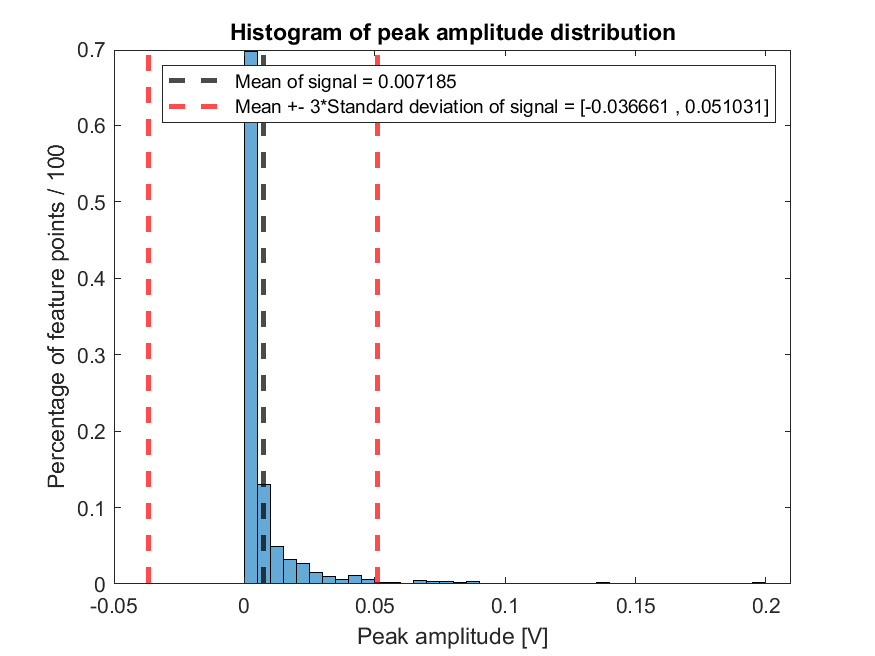 Histogram of peak amplitude distribution
Mean of signal = 0.007185
Mean +- 3*Standard deviation of signal = [-0.036661 , 0.051031]
Percentage of feature points / 100
0.7
0.6
0.5
0.4
0.3
0.2
0.1
0
-0.05 0 0.05 0.1 0.15 0.2
Peak amplitude [V]